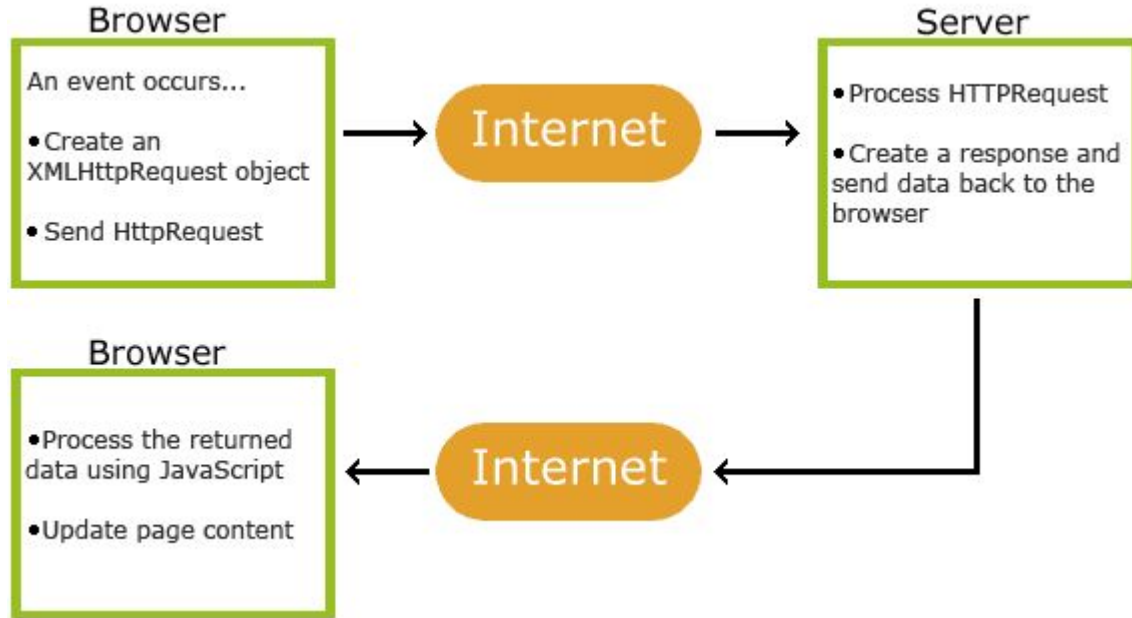 Browser
An event occurs...
•Create an
XMLHttpRequest object
• Send HttpRequest
Internet
Server
•Process HTTPRequest
•Create a response and
send data back to the
browser
Browser
•Process the returned
data using JavaScript
•Update page content
Internet